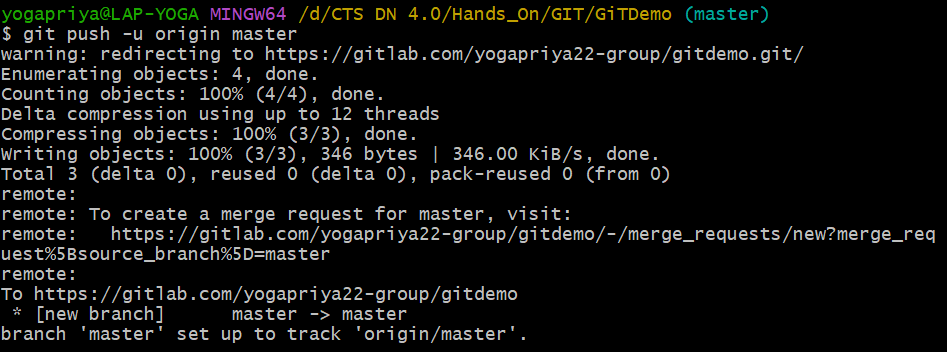 yogapriya@LAP-YOGA MINGW64 /d/CTS DN 4.0/Hands_On/GIT/GiTDemo (master)
$ git push -u origin master
warning: redirecting to https://gitlab.com/yogapriya22-group/gitdemo.git/
Enumerating objects: 4, done.
Counting objects: 100% (4/4), done.
Delta compression using up to 12 threads
Compressing objects: 100% (3/3), done.
Writing objects: 100% (3/3), 346 bytes | 346.00 KiB/s, done.
Total 3 (delta 0), reused 0 (delta 0), pack-reused 0 (from 0)
remote:
remote: To create a merge request for master, visit:
remote:   https://gitlab.com/yogapriya22-group/gitdemo/-/merge_requests/new?merge_req
uest%5Bsource_branch%5D=master
remote:
To https://gitlab.com/yogapriya22-group/gitdemo
 * [new branch]      master -> master
branch 'master' set up to track 'origin/master'.